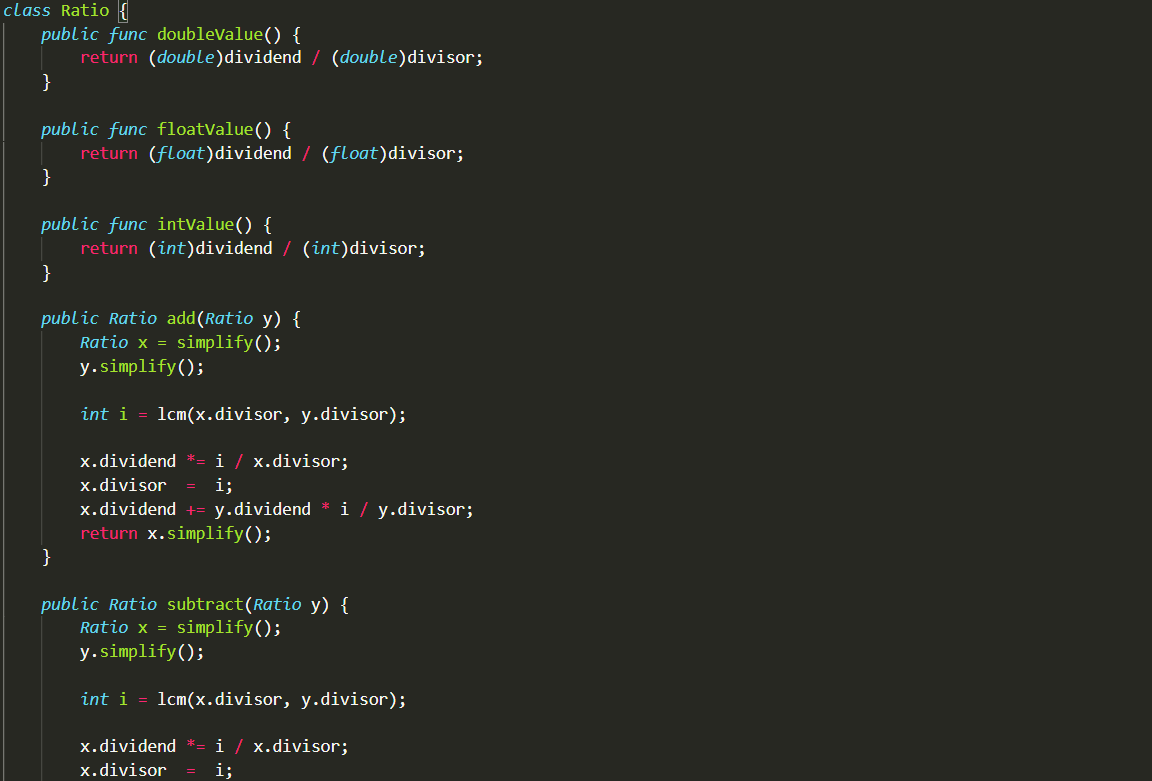 class Ratio {
    public func doubleValue() {
        return (double)dividend / (double)divisor;
    }

    public func floatValue() {
        return (float)dividend / (float)divisor;
    }

    public func intValue() {
        return (int)dividend / (int)divisor;
    }

    public Ratio add(Ratio y) {
        Ratio x = simplify();
        y.simplify();

        int i = lcm(x.divisor, y.divisor);

        x.dividend *= i / x.divisor;
        x.divisor  =  i;
        x.dividend += y.dividend * i / y.divisor;
        return x.simplify();
    }

    public Ratio subtract(Ratio y) {
        Ratio x = simplify();
        y.simplify();

        int i = lcm(x.divisor, y.divisor);

        x.dividend *= i / x.divisor;
        x.divisor  =  i;